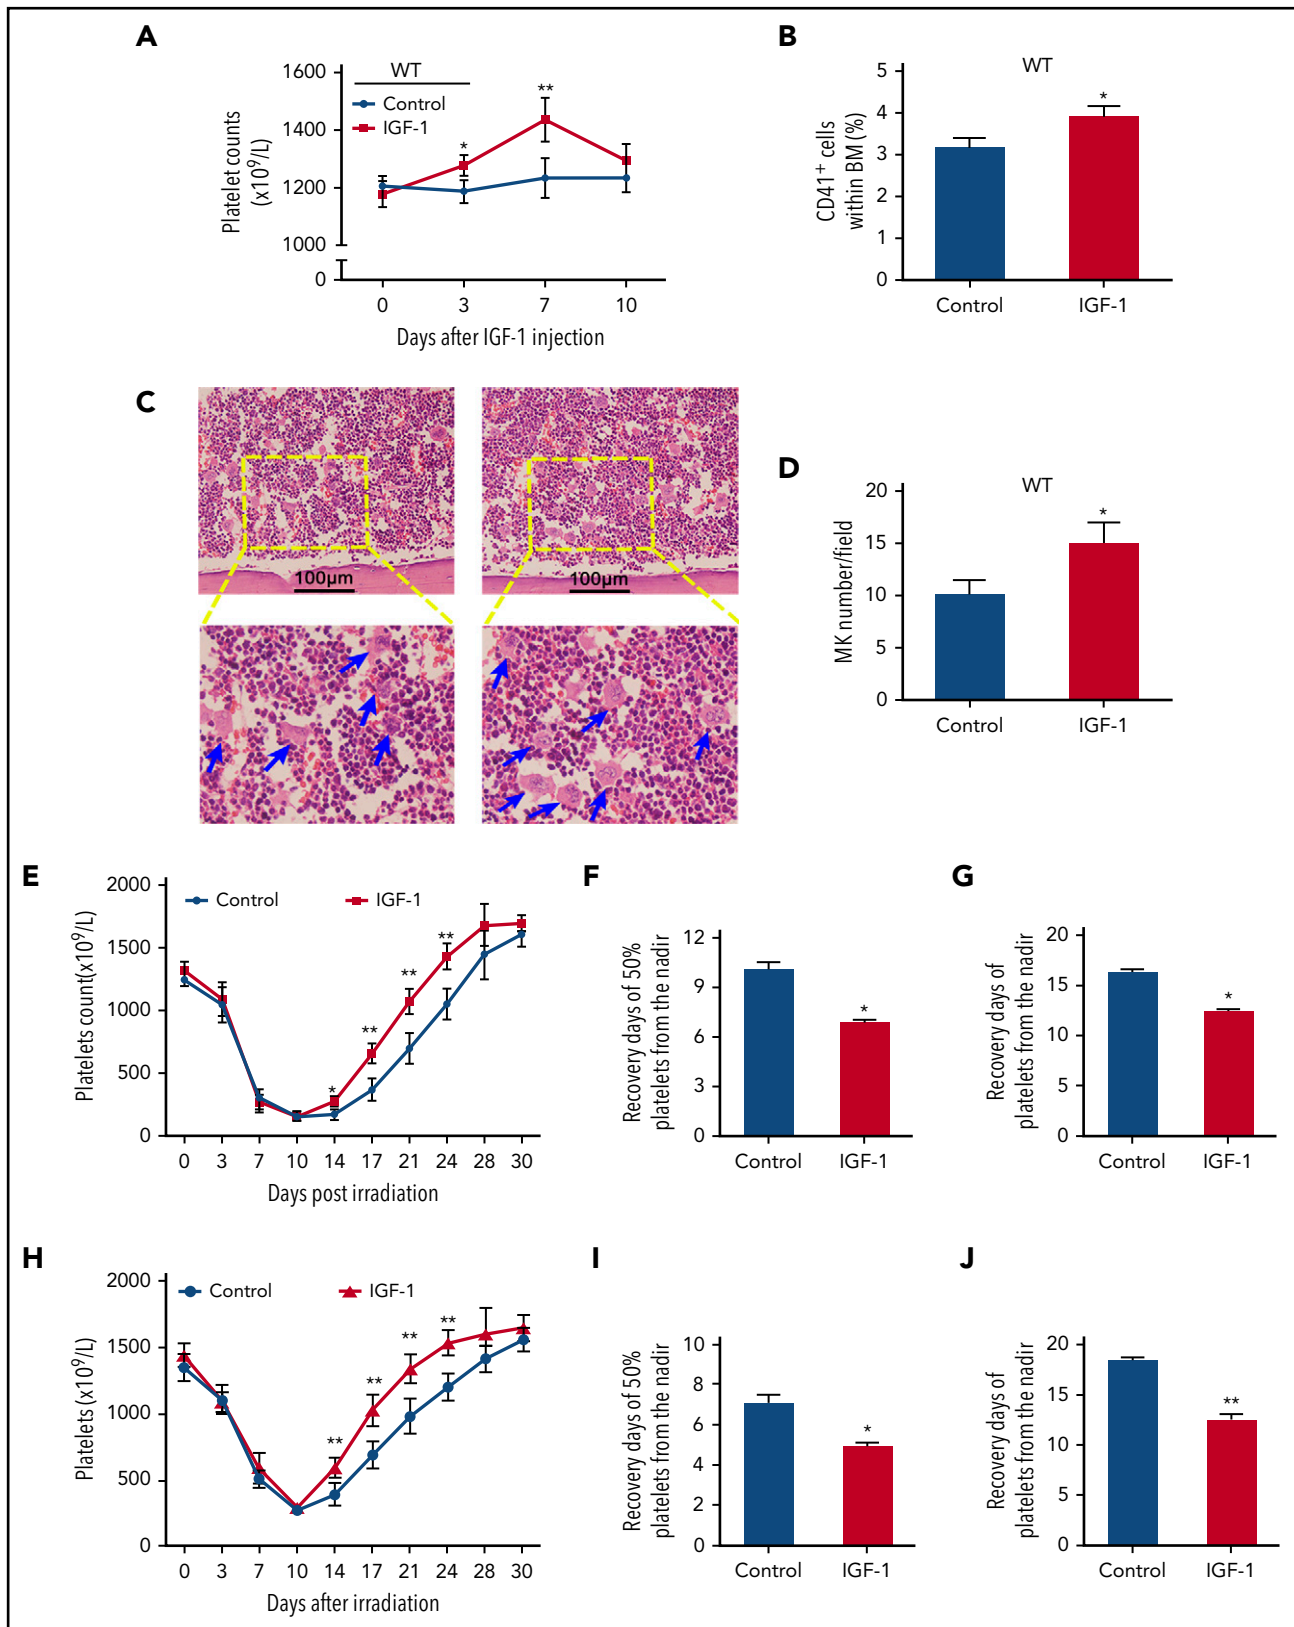 A
WT
Control
IGF-1
Platelet counts
(x10⁹/L)
1600
1400
1200
1000
0
*
**
0 3 7 10
Days after IGF-1 injection
B
WT
CD41⁺ cells
within BM (%)
5
4
3
2
1
0
*
Control IGF-1
C
100μm
100μm
D
WT
MK number/field
20
15
10
5
0
*
Control IGF-1
E
Control IGF-1
Platelets count(x10⁹/L)
2000
1500
1000
500
0
*
**
**
**
0 3 7 10 14 17 21 24 28 30
Days post irradiation
F
Recovery days of 50%
platelets from the nadir
12
9
6
3
0
*
Control IGF-1
G
Recovery days of
platelets from the nadir
20
15
10
5
0
*
Control IGF-1
H
Control IGF-1
Platelets (x10⁹/L)
2000
1500
1000
500
0
**
**
**
**
0 3 7 10 14 17 21 24 28 30
Days after irradiation
I
Recovery days of 50%
platelets from the nadir
10
8
6
4
2
0
*
Control IGF-1
J
Recovery days of
platelets from the nadir
20
15
10
5
0
**
Control IGF-1